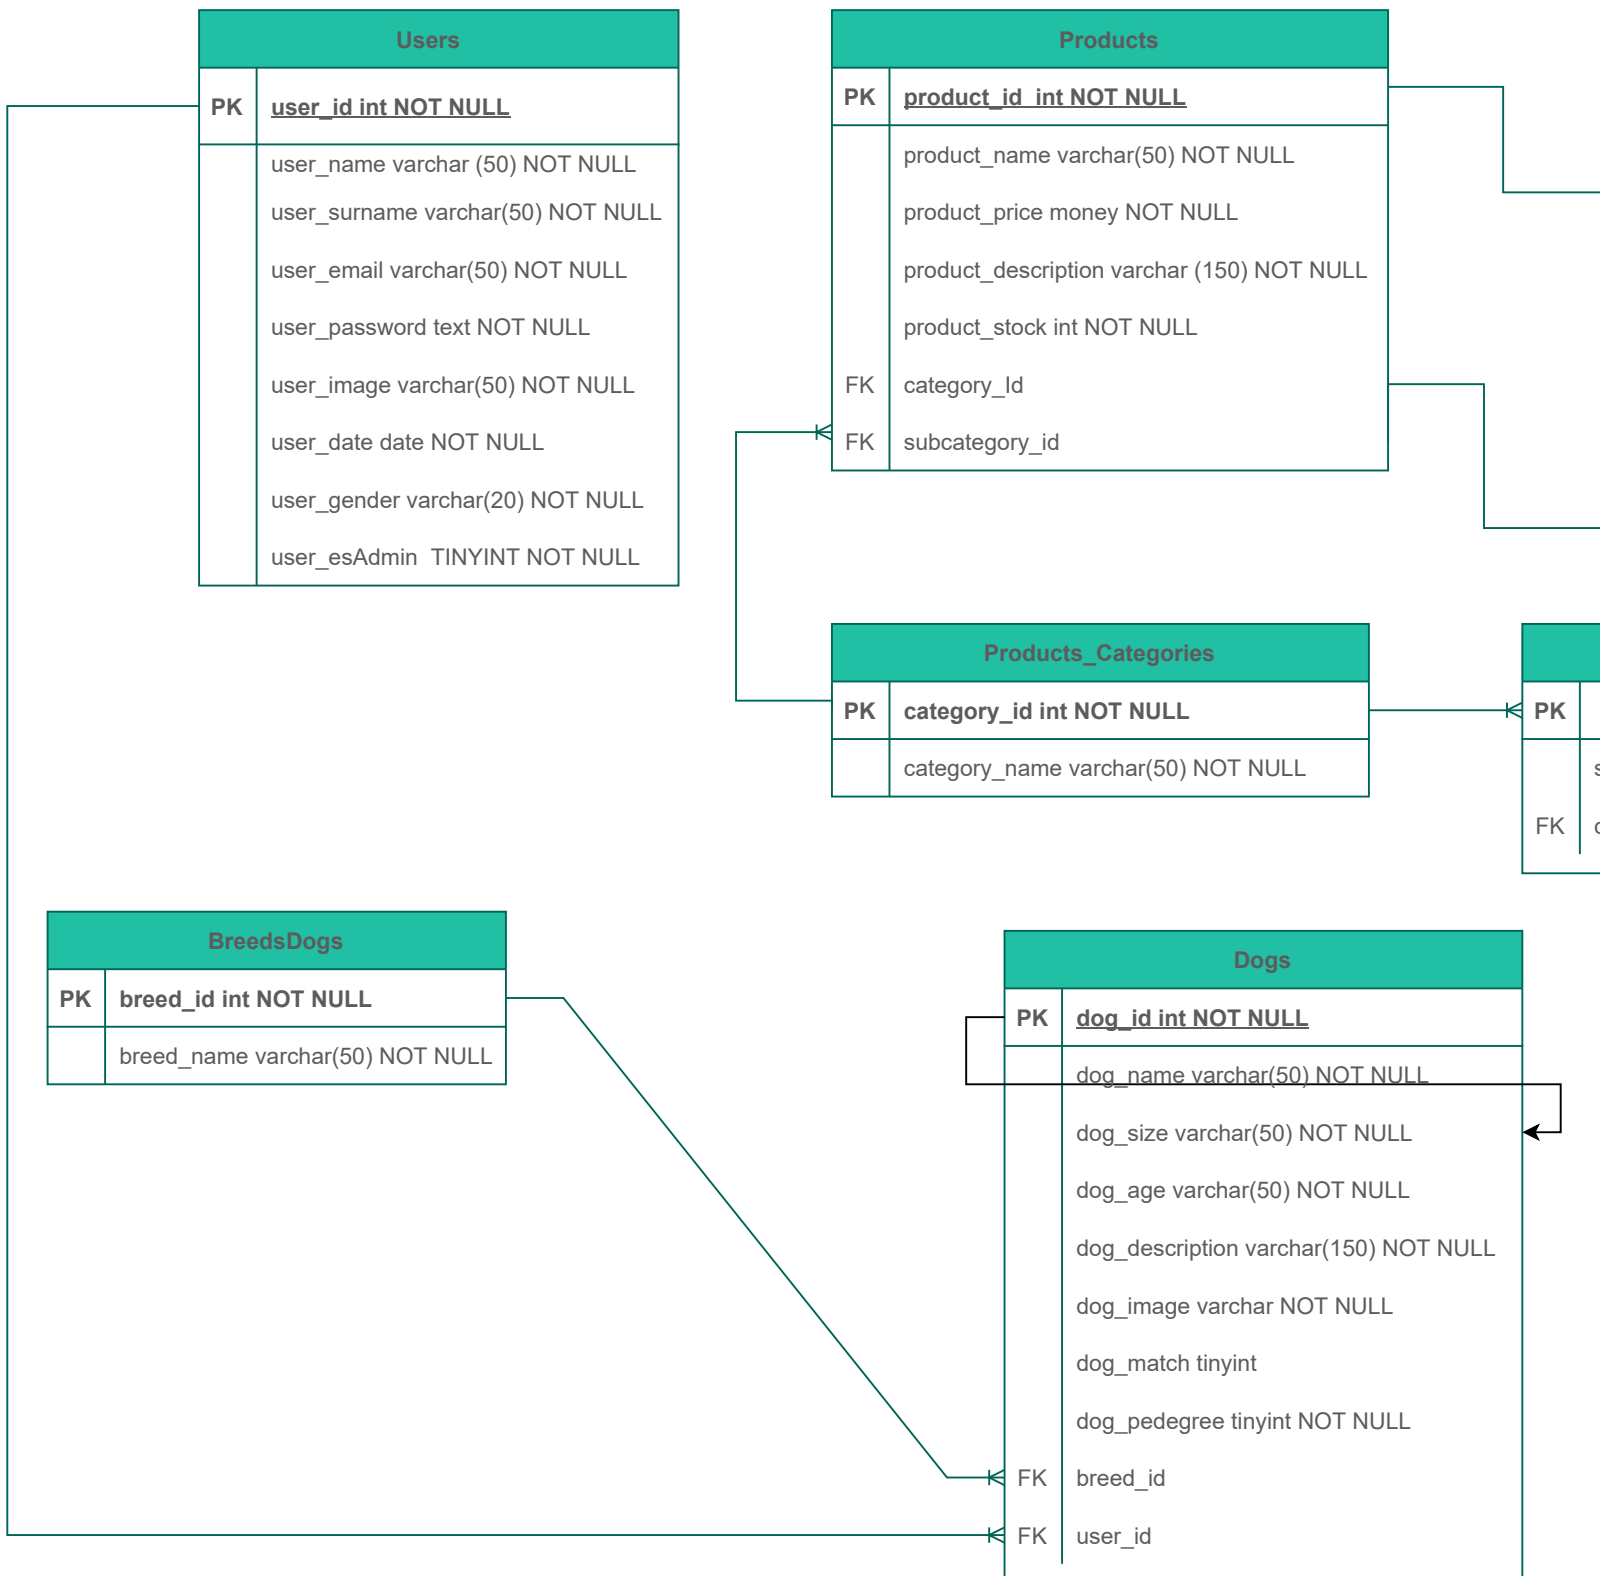 Users
PK user_id int NOT NULL
user_name varchar (50) NOT NULL
user_surname varchar(50) NOT NULL
user_email varchar(50) NOT NULL
user_password text NOT NULL
user_image varchar(50) NOT NULL
user_date date NOT NULL
user_gender varchar(20) NOT NULL
user_esAdmin  TINYINT NOT NULL
Products
PK product_id  int NOT NULL
product_name varchar(50) NOT NULL
product_price money NOT NULL
product_description varchar (150) NOT NULL
product_stock int NOT NULL
FK category_Id
FK subcategory_id
Products_Categories
PK category_id int NOT NULL
category_name varchar(50) NOT NULL
PK
FK
BreedsDogs
PK breed_id int NOT NULL
breed_name varchar(50) NOT NULL
Dogs
PK dog_id int NOT NULL
dog_name varchar(50) NOT NULL
dog_size varchar(50) NOT NULL
dog_age varchar(50) NOT NULL
dog_description varchar(150) NOT NULL
dog_image varchar NOT NULL
dog_match tinyint
dog_pedegree tinyint NOT NULL
FK breed_id
FK user_id